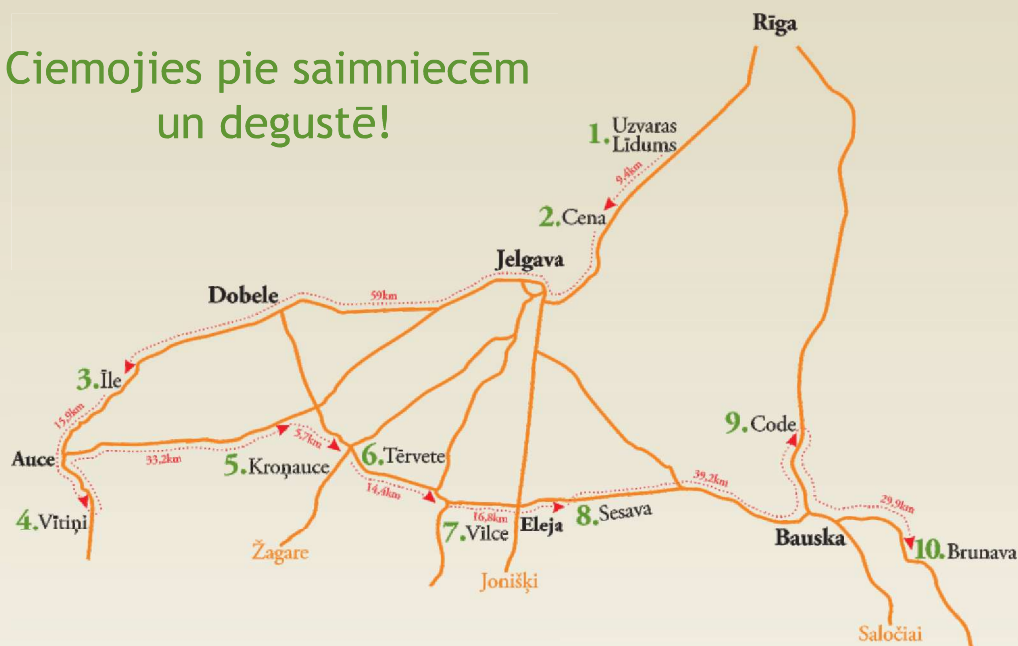 Ciemojies pie saimniecēm
un degustē!
Rīga
1. Uzvaras
Līdums
9,4km
2. Cena
Jelgava
Dobele
59km
3. Īle
15,9km
Auce
33,2km
4. Vītiņi
5. Kroņauce
5,7km
6. Tērvete
14,4km
7. Vilce
16,8km
Eleja
8. Sesava
39,2km
9. Code
29,9km
Bauska
10. Brunava
Žagare
Jonišķi
Saločiai